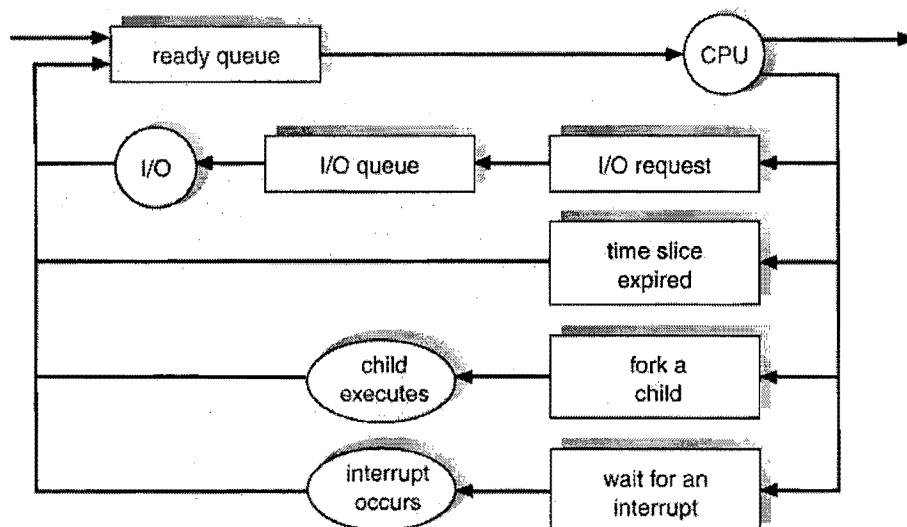 ready queue
CPU
I/O
I/O queue
I/O request
time slice
expired
child
executes
fork a
child
interrupt
occurs
wait for an
interrupt